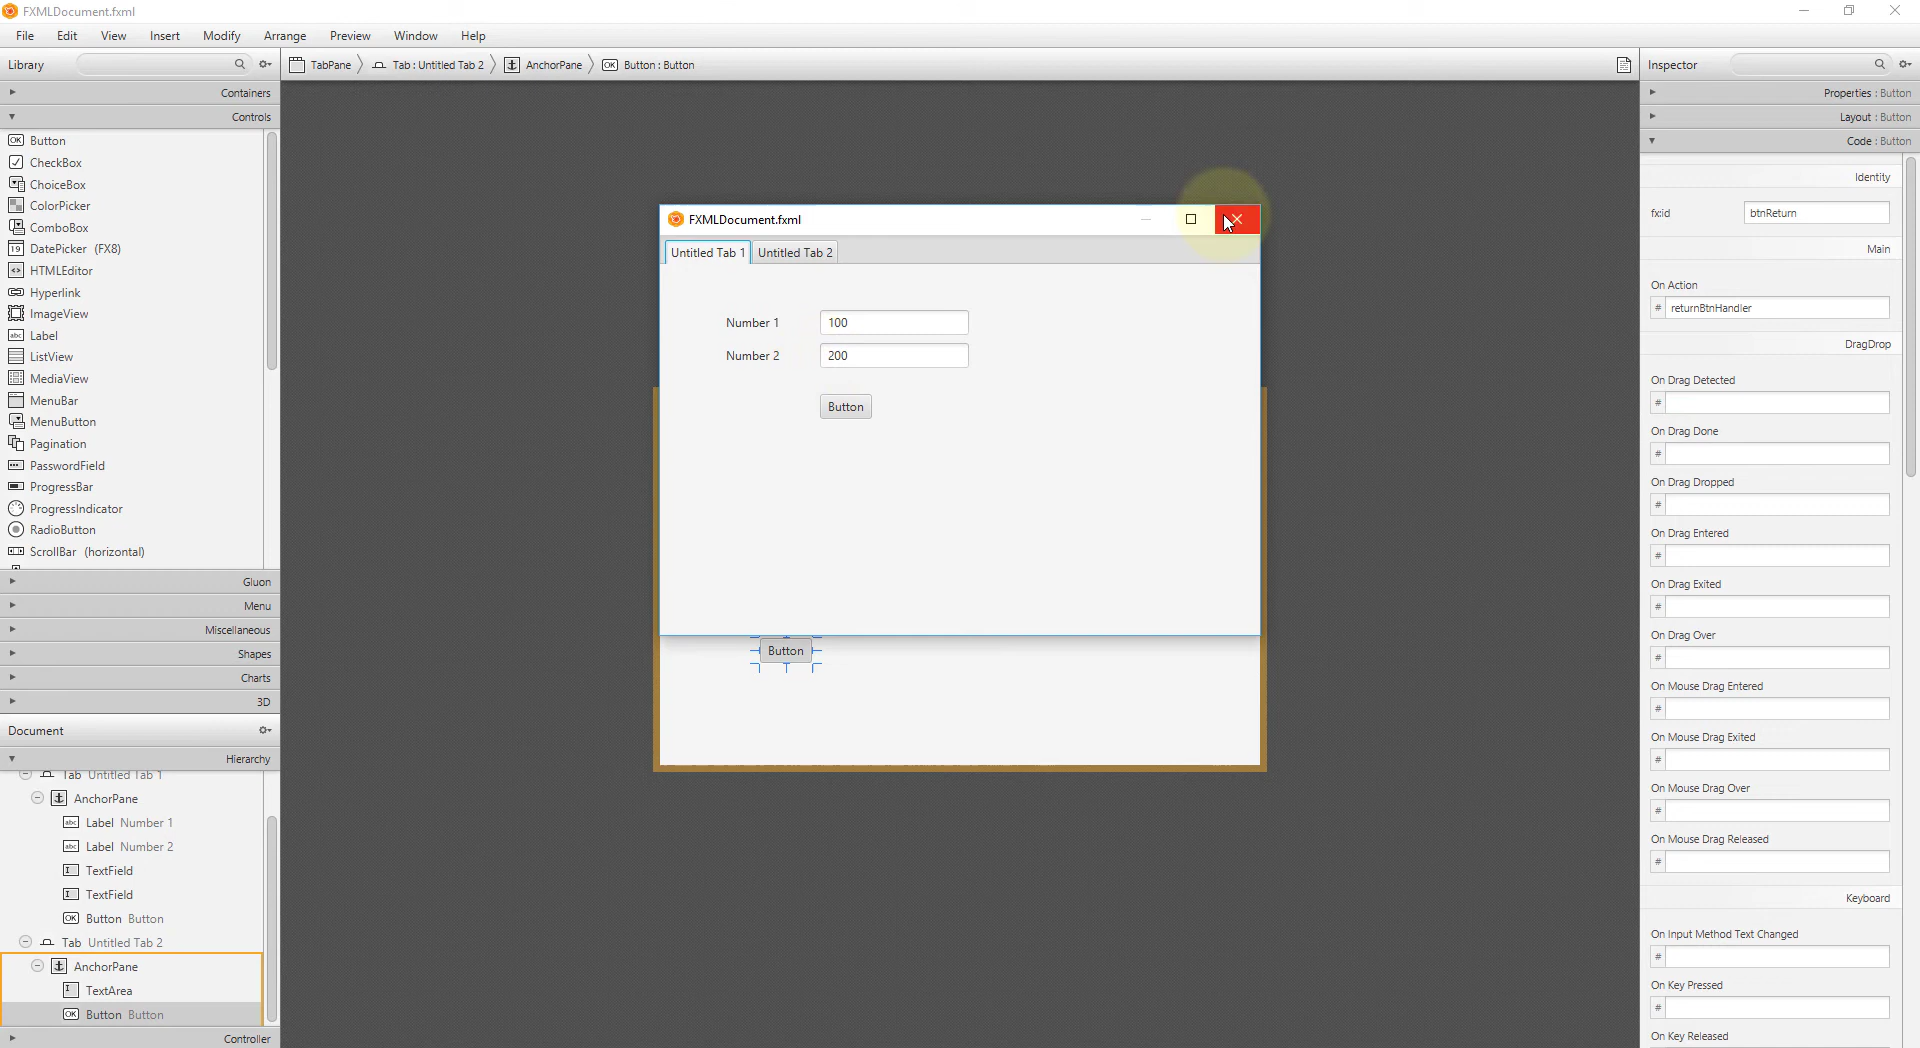 FXMLDocument.fxml
File Edit View Insert Modify Arrange Preview Window Help
Library
TabPane Tab : Untitled Tab 2 AnchorPane Button : Button
Inspector
Containers
Controls
Button
CheckBox
ChoiceBox
ColorPicker
ComboBox
DatePicker (FX8)
HTMLEditor
Hyperlink
ImageView
Label
ListView
MediaView
MenuBar
MenuButton
Pagination
PasswordField
ProgressBar
ProgressIndicator
RadioButton
ScrollBar (horizontal)
Gluon
Menu
Miscellaneous
Shapes
Charts
3D
Document
Hierarchy
Tab Untitled Tab 1
AnchorPane
Label Number 1
Label Number 2
TextField
TextField
Button Button
Tab Untitled Tab 2
AnchorPane
TextArea
Button Button
Controller
FXMLDocument.fxml
Untitled Tab 1 Untitled Tab 2
Number 1 100
Number 2 200
Button
Button
Properties : Button
Layout : Button
Code : Button
Identity
fx:id btnReturn
Main
On Action
# returnBtnHandler
DragDrop
On Drag Detected
#
On Drag Done
#
On Drag Dropped
#
On Drag Entered
#
On Drag Exited
#
On Drag Over
#
On Mouse Drag Entered
#
On Mouse Drag Exited
#
On Mouse Drag Over
#
On Mouse Drag Released
#
Keyboard
On Input Method Text Changed
#
On Key Pressed
#
On Key Released